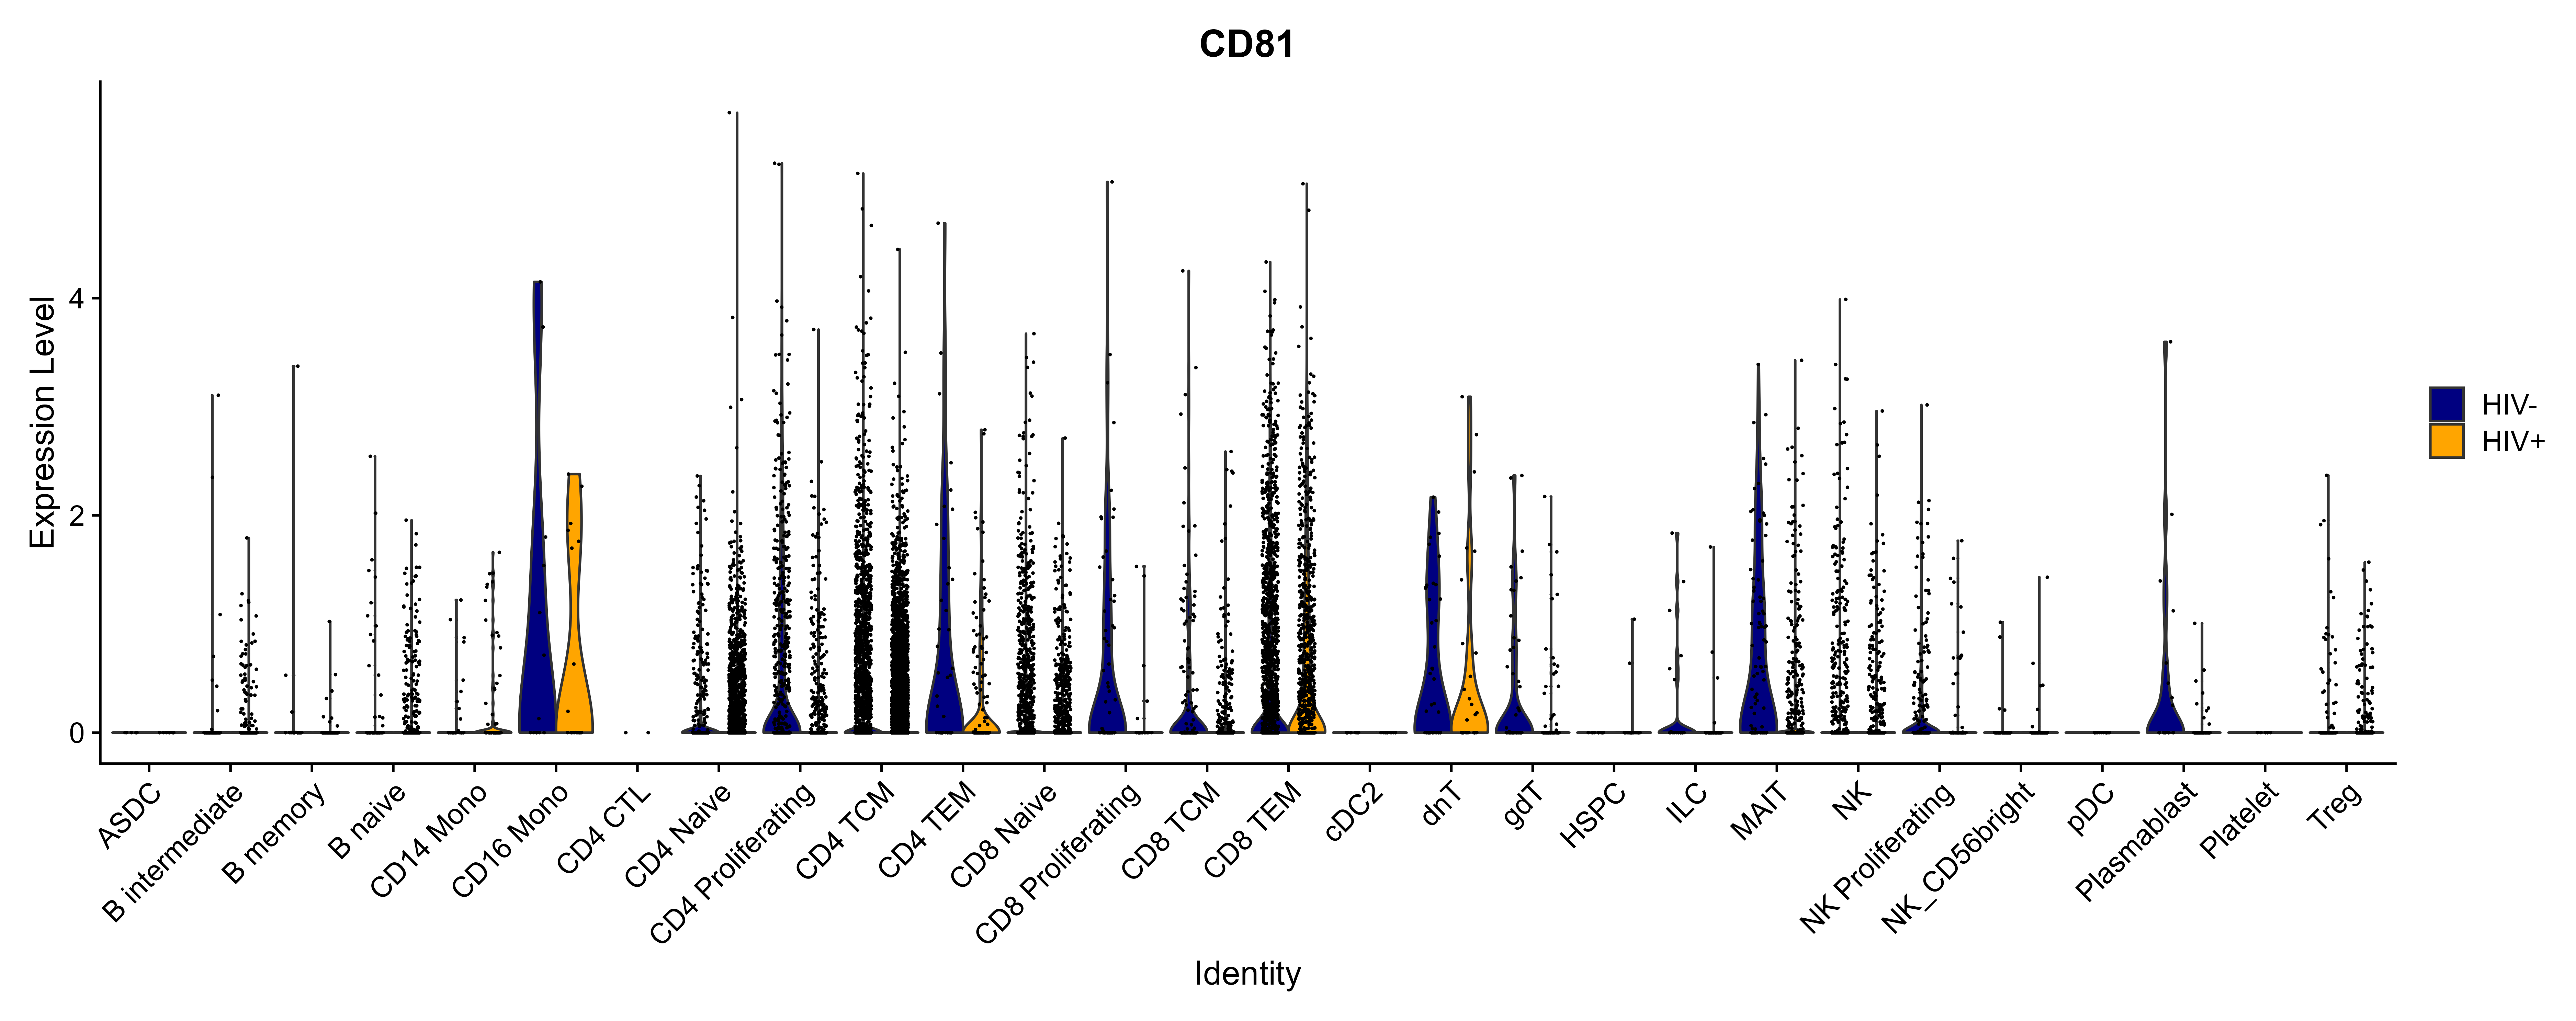 CD81
Expression Level
4
2
0
ASDC
B intermediate
B memory
B naive
CD14 Mono
CD16 Mono
CD4 CTL
CD4 Naive
CD4 Proliferating
CD4 TCM
CD4 TEM
CD8 Naive
CD8 Proliferating
CD8 TCM
CD8 TEM
cDC2
dnT
gdT
HSPC
ILC
MAIT
NK
NK Proliferating
NK_CD56bright
pDC
Plasmablast
Platelet
Treg
Identity
HIV-
HIV+